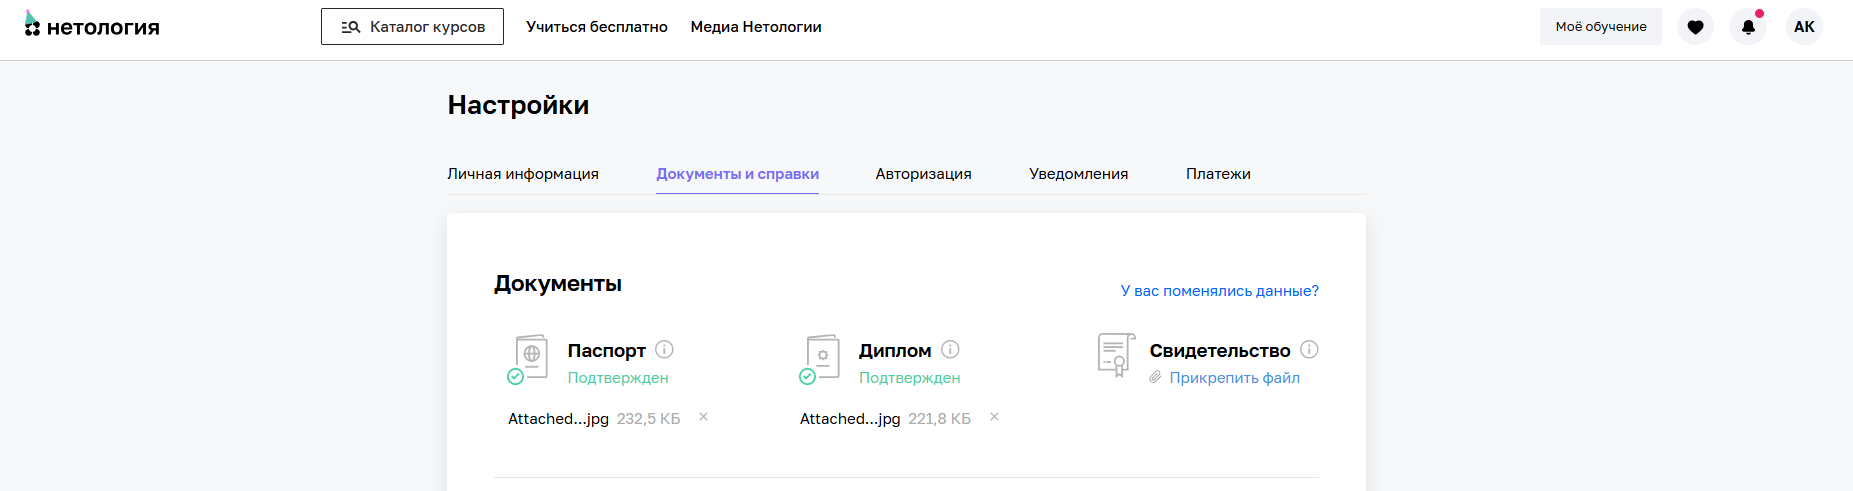 нетология
Каталог курсов
Учиться бесплатно
Медиа Нетологии
Моё обучение
АК
Настройки
Личная информация
Документы и справки
Авторизация
Уведомления
Платежи
Документы
У вас поменялись данные?
Паспорт
Подтвержден
Attached...jpg 232,5 КБ
Диплом
Подтвержден
Attached...jpg 221,8 КБ
Свидетельство
Прикрепить файл